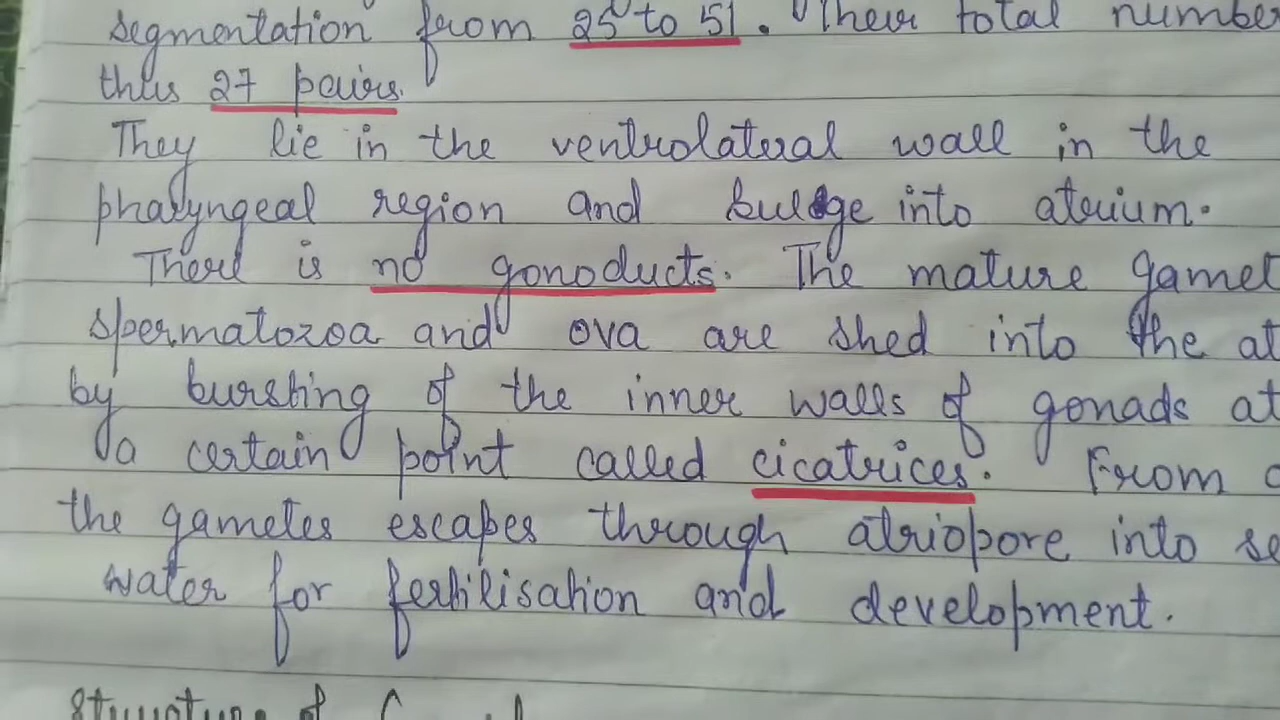 segmentation from 25 to 51. Their total number
thus 27 pairs.
They lie in the ventrolateral wall in the
pharyngeal region and bulge into atrium.
There is no gonoducts. The mature gamet
spermatozoa and ova are shed into the at
by bursting of the inner walls of gonads at
a certain point called cicatrices. From
the gametes escapes through atriopore into se
water for fertilisation and development.
Structure of